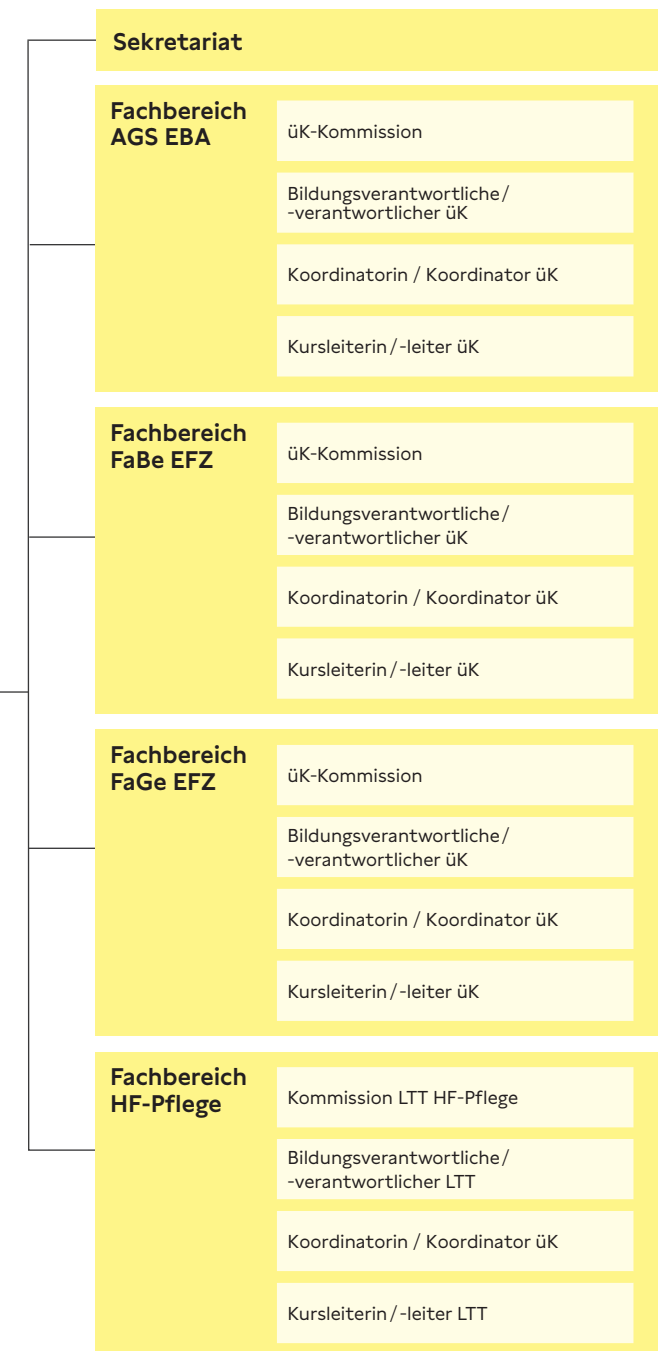 Sekretariat
Fachbereich
AGS EBA
üK-Kommission
Bildungsverantwortliche/
-verantwortlicher üK
Koordinatorin / Koordinator üK
Kursleiterin/-leiter üK
Fachbereich
FaBe EFZ
üK-Kommission
Bildungsverantwortliche/
-verantwortlicher üK
Koordinatorin / Koordinator üK
Kursleiterin/-leiter üK
Fachbereich
FaGe EFZ
üK-Kommission
Bildungsverantwortliche/
-verantwortlicher üK
Koordinatorin / Koordinator üK
Kursleiterin/-leiter üK
Fachbereich
HF-Pflege
Kommission LTT HF-Pflege
Bildungsverantwortliche/
-verantwortlicher LTT
Koordinatorin / Koordinator üK
Kursleiterin/-leiter LTT